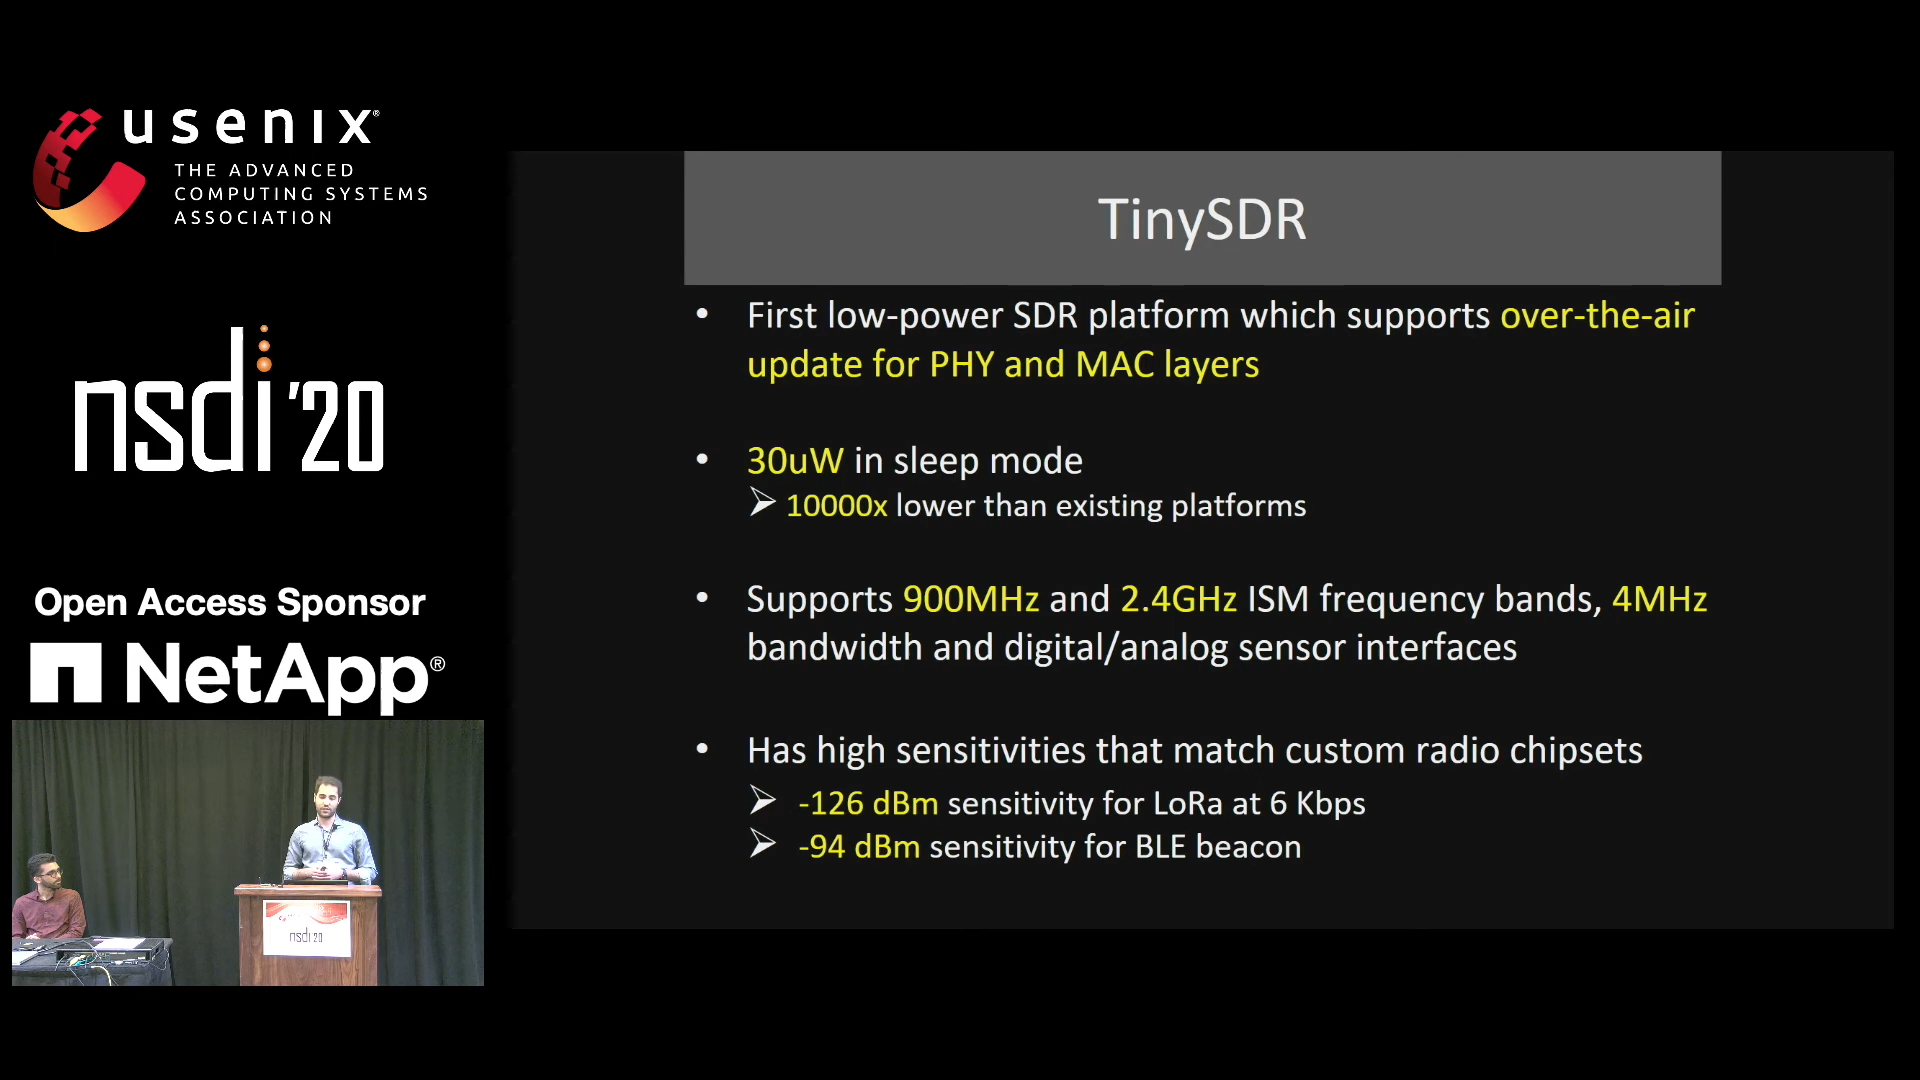 usenix®
THE ADVANCED
COMPUTING SYSTEMS
ASSOCIATION
nsdi '20
Open Access Sponsor
NetApp®
nsdi 20
TinySDR
• First low-power SDR platform which supports over-the-air
update for PHY and MAC layers
• 30uW in sleep mode
➢ 10000x lower than existing platforms
• Supports 900MHz and 2.4GHz ISM frequency bands, 4MHz
bandwidth and digital/analog sensor interfaces
• Has high sensitivities that match custom radio chipsets
➢ -126 dBm sensitivity for LoRa at 6 Kbps
➢ -94 dBm sensitivity for BLE beacon